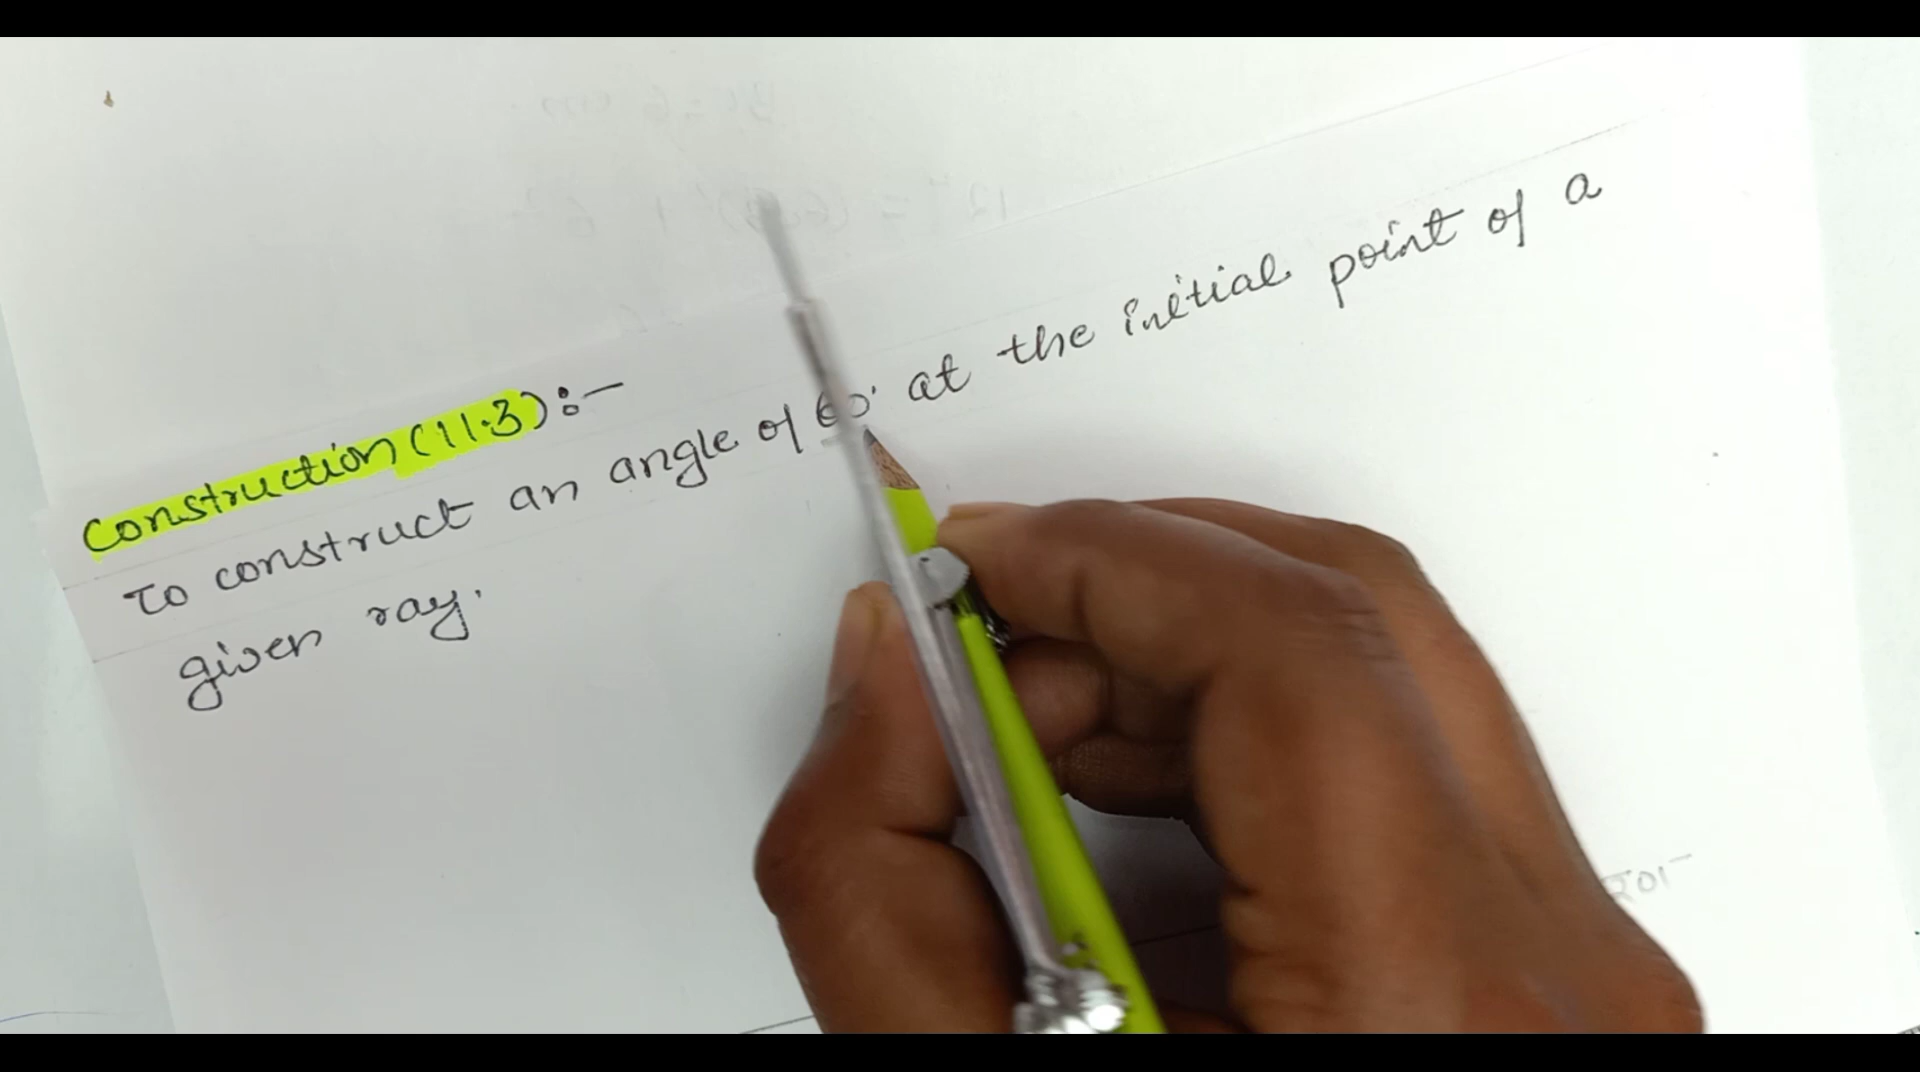 Construction (11.3):-
To construct an angle of 60° at the initial point of a
given ray.